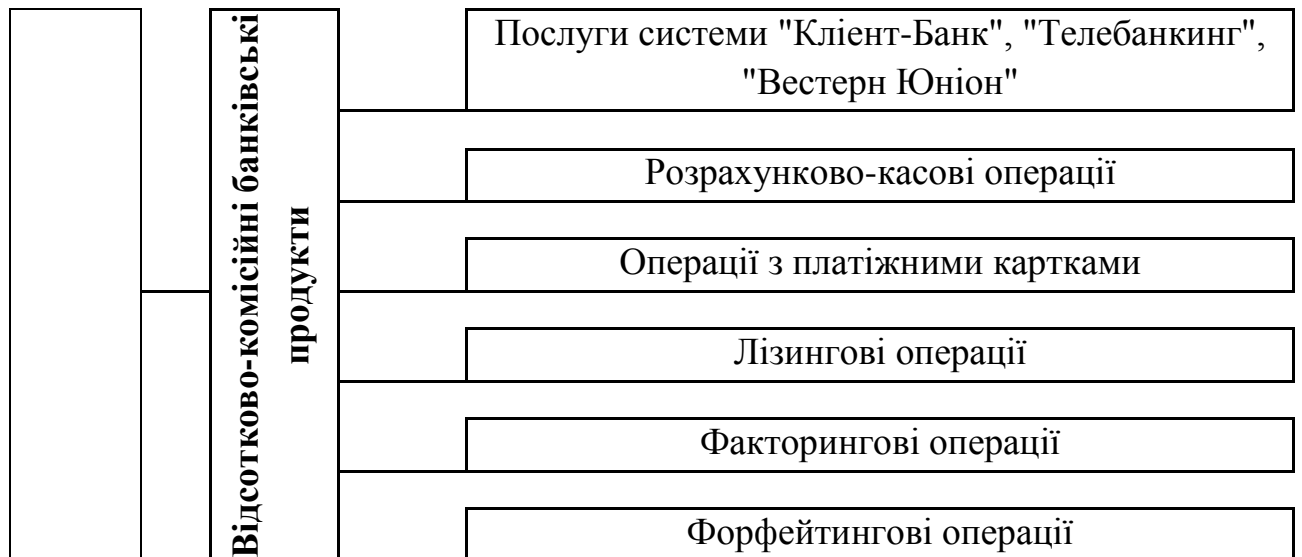 Відсотково-комісійні банківські
продукти
Послуги системи "Клієнт-Банк", "Телебанкинг",
"Вестерн Юніон"
Розрахунково-касові операції
Операції з платіжними картками
Лізингові операції
Факторингові операції
Форфейтингові операції